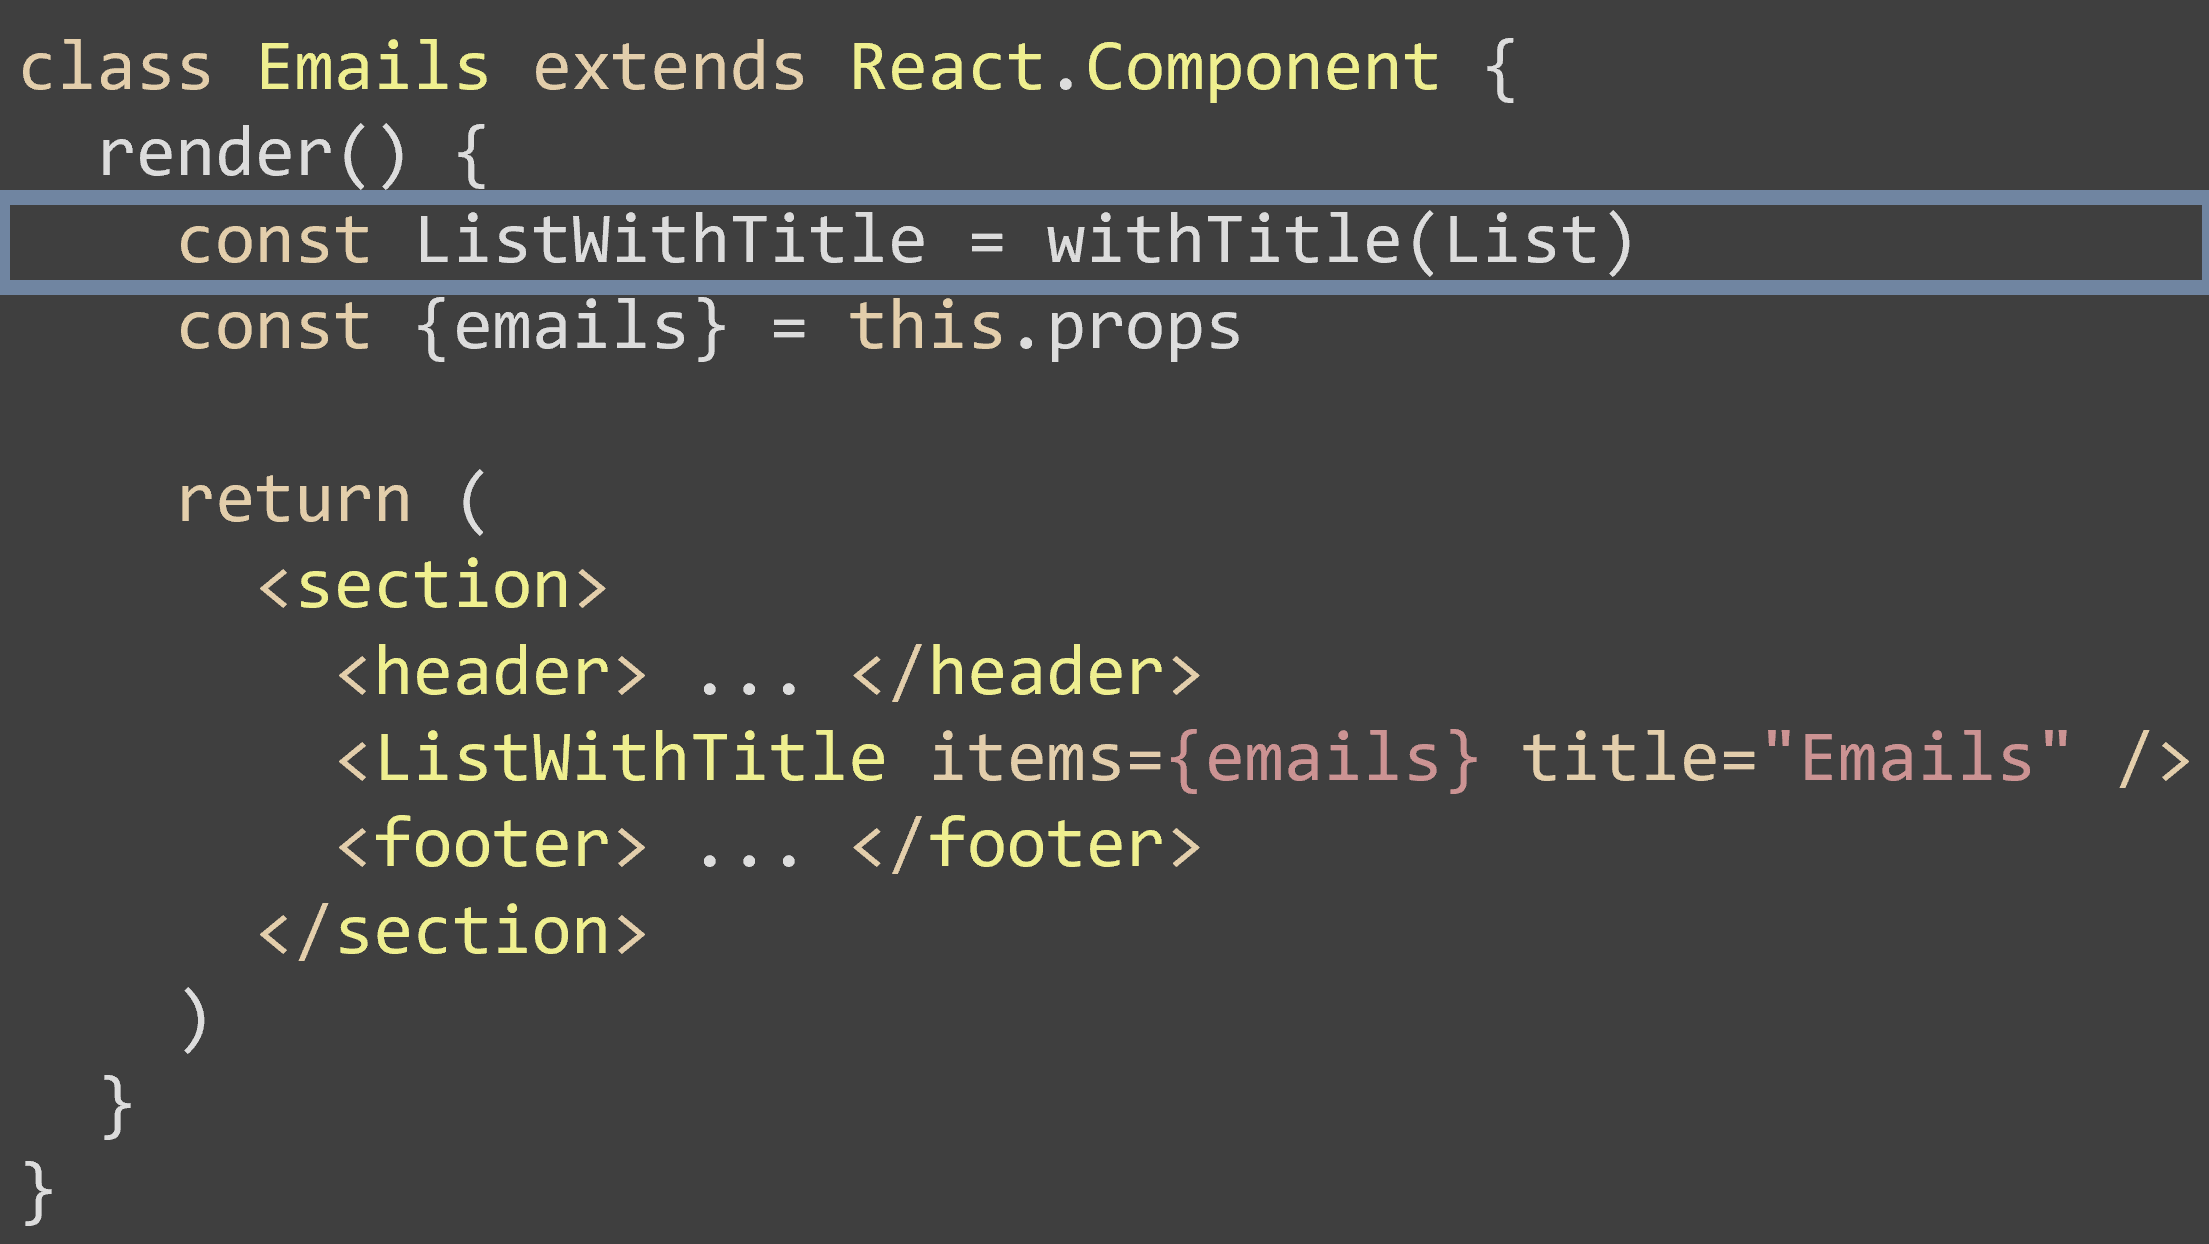 class Emails extends React.Component {
  render() {
    const ListWithTitle = withTitle(List)
    const {emails} = this.props

    return (
      <section>
        <header> ... </header>
        <ListWithTitle items={emails} title="Emails" />
        <footer> ... </footer>
      </section>
    )
  }
}